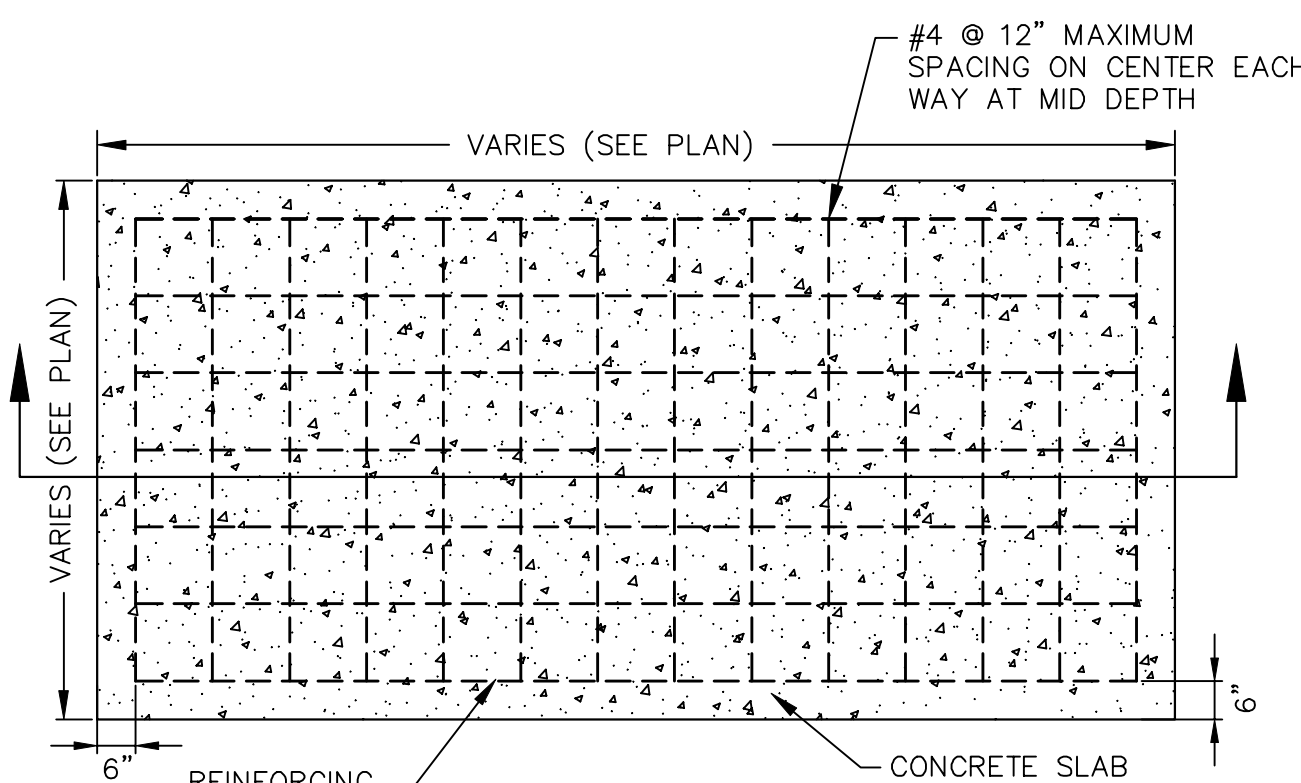 #4 @ 12" MAXIMUM
SPACING ON CENTER EACH
WAY AT MID DEPTH
VARIES (SEE PLAN)
VARIES (SEE PLAN)
6"
6"
REINFORCING
CONCRETE SLAB